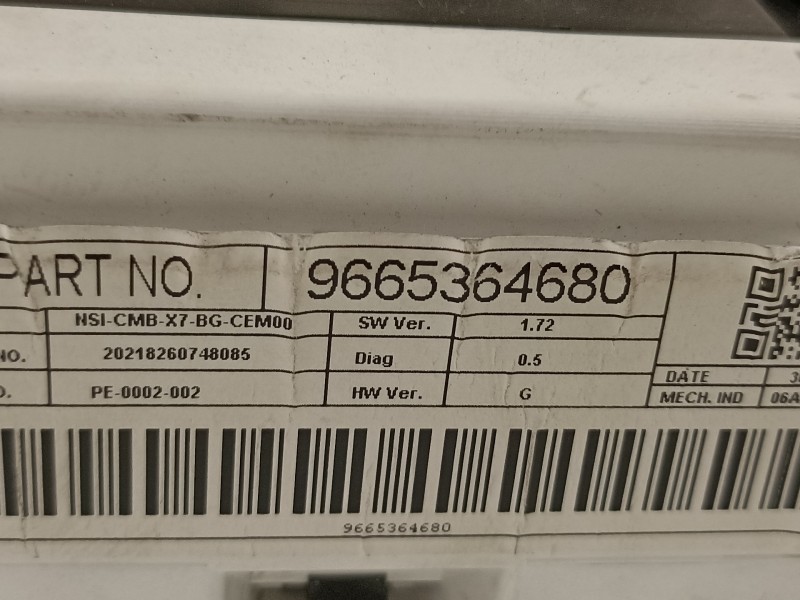 PART NO. 9665364680
NSI-CMB-X7-BG-CEM00 SW Ver. 1.72
NO. 20218260748085 Diag 0.5
PE-0002-002 HW Ver. G
DATE
MECH. IND 06A
9665364680